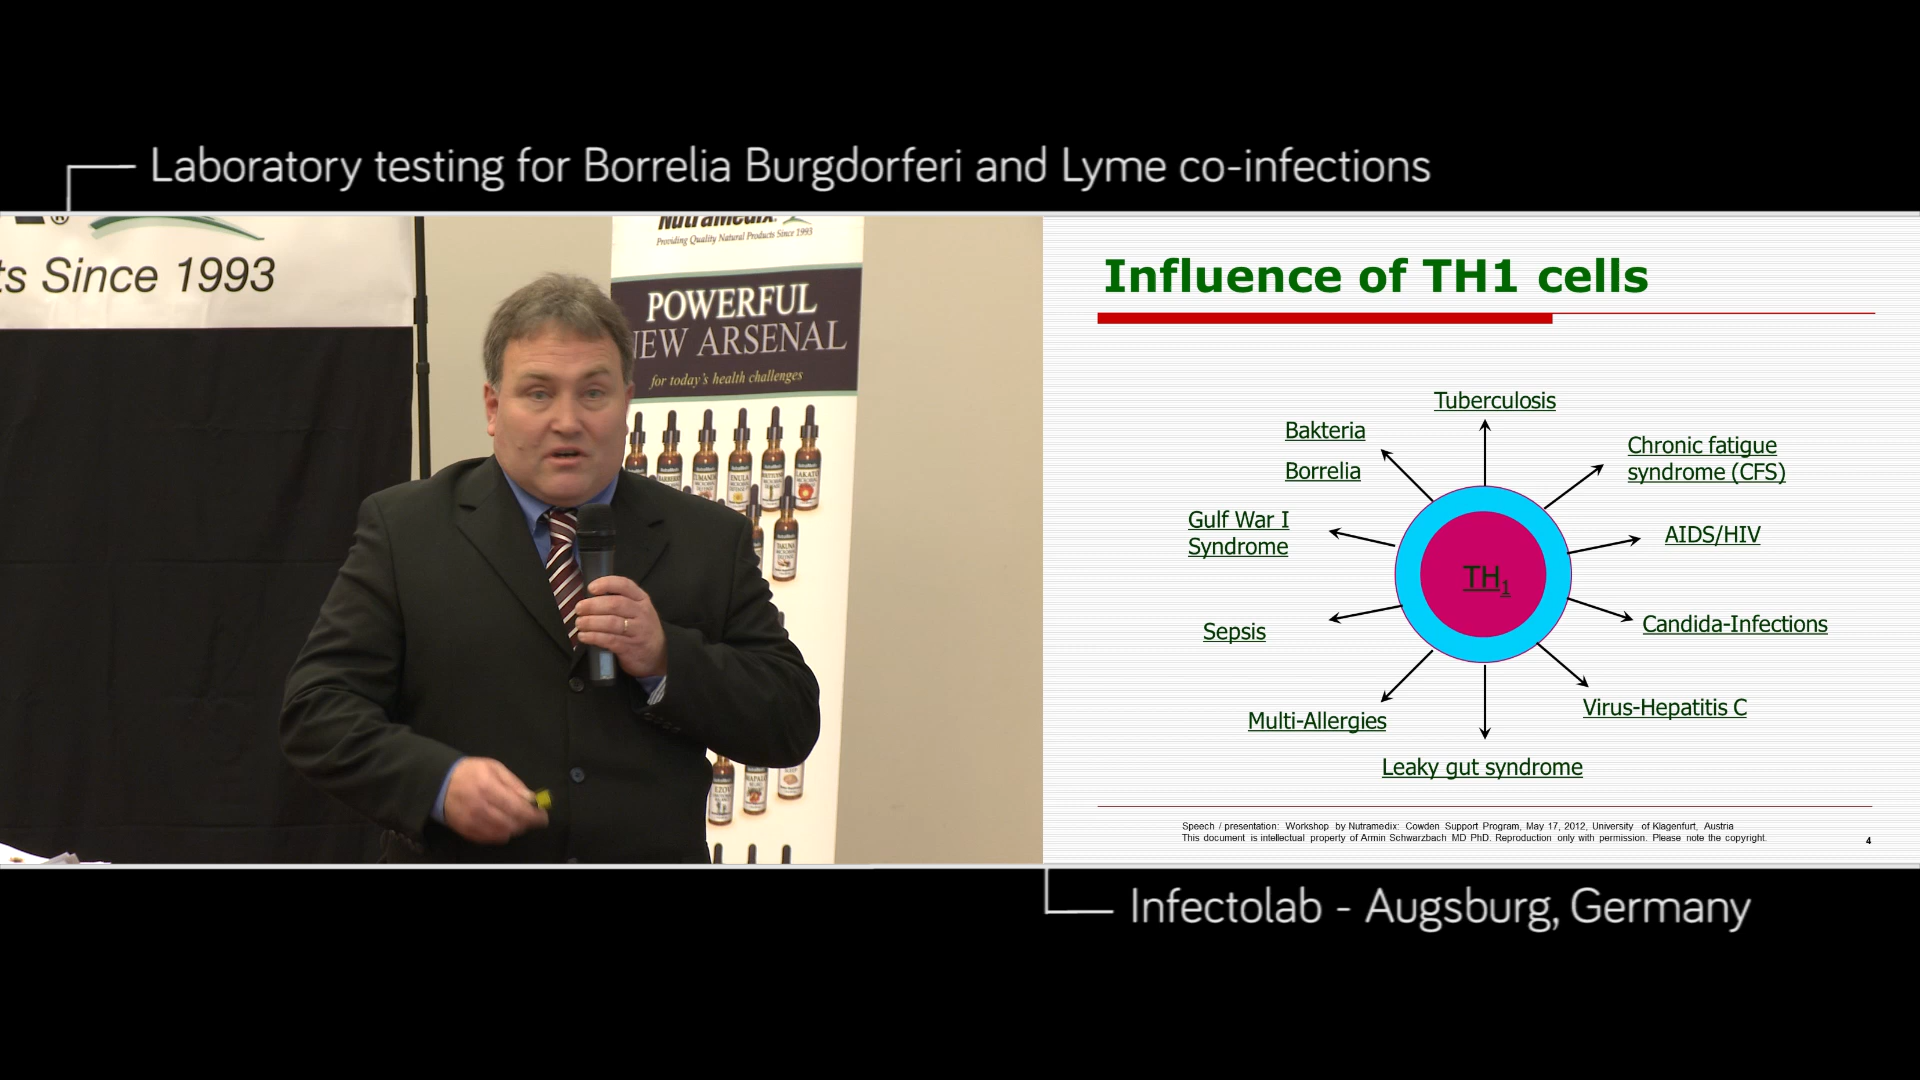 Laboratory testing for Borrelia Burgdorferi and Lyme co-infections
®
ts Since 1993
NutraMedix.
Providing Quality Natural Products Since 1993
POWERFUL
NEW ARSENAL
for today's health challenges
Influence of TH1 cells
Tuberculosis
Bakteria
Borrelia
Chronic fatigue
syndrome (CFS)
Gulf War I
Syndrome
AIDS/HIV
TH1
Sepsis
Candida-Infections
Multi-Allergies
Virus-Hepatitis C
Leaky gut syndrome
Speech / presentation: Workshop by Nutramedix: Cowden Support Program, May 17, 2012, University of Klagenfurt, Austria
This document is intellectual property of Armin Schwarzbach MD PhD. Reproduction only with permission. Please note the copyright.
4
Infectolab - Augsburg, Germany